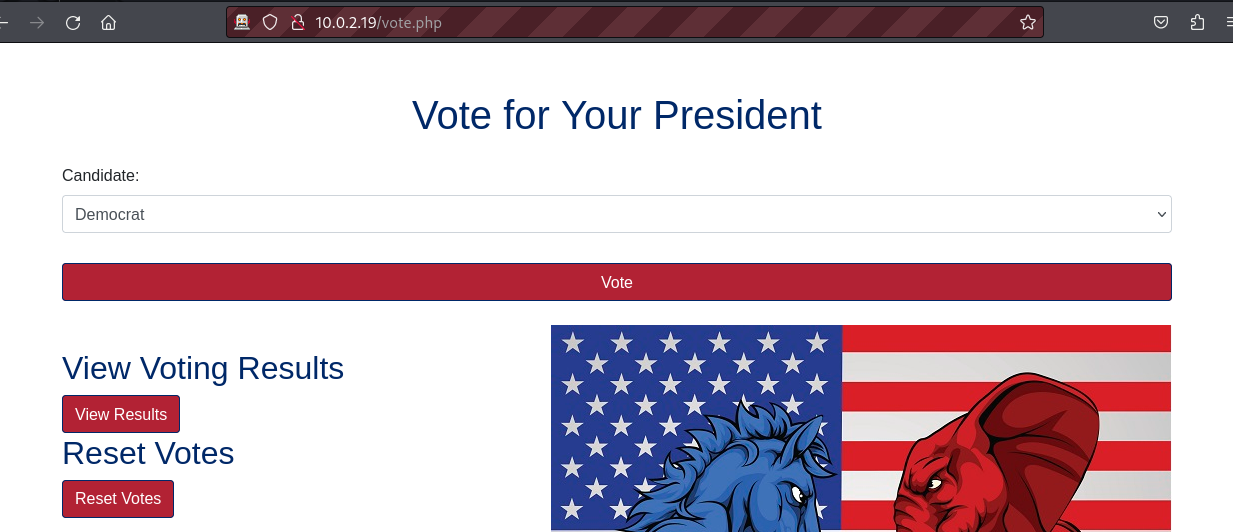 10.0.2.19/vote.php
Vote for Your President
Candidate:
Democrat
Vote
View Voting Results
View Results
Reset Votes
Reset Votes